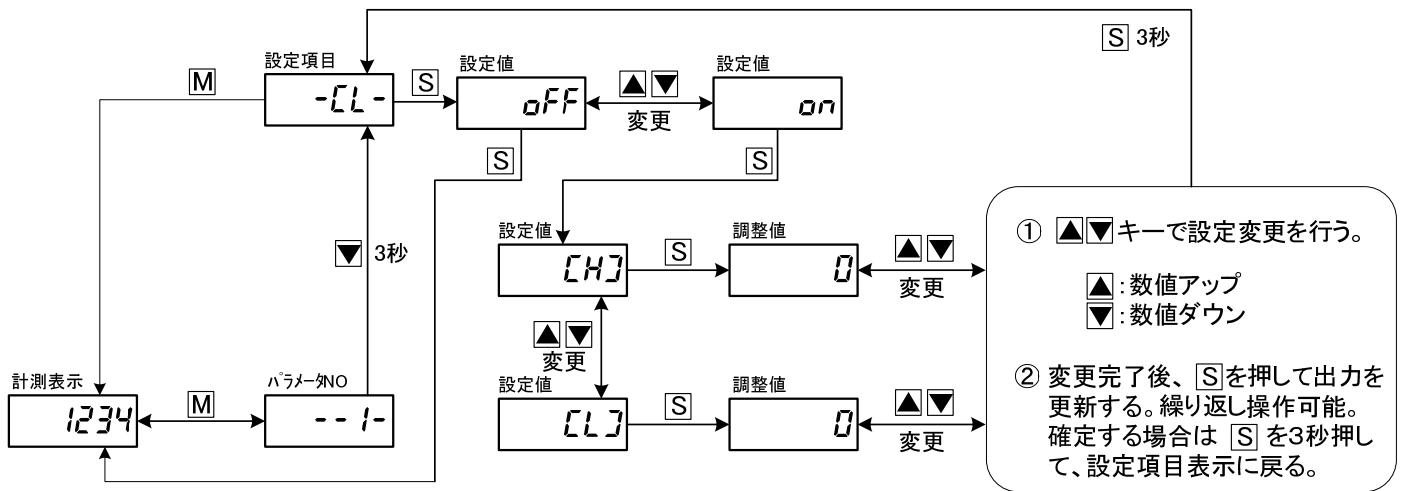 S 3秒
設定項目
M
-CL-
S
設定値
oFF
▲▼
変更
設定値
on
S
S
▼ 3秒
設定値
[H]
S
調整値
0
▲▼
変更
▲▼
変更
計測表示
1234
M
パラメータNO
--1-
設定値
[L]
S
調整値
0
▲▼
変更
① ▲▼キーで設定変更を行う。
▲:数値アップ
▼:数値ダウン
② 変更完了後、Sを押して出力を
更新する。繰り返し操作可能。
確定する場合は S を3秒押し
て、設定項目表示に戻る。